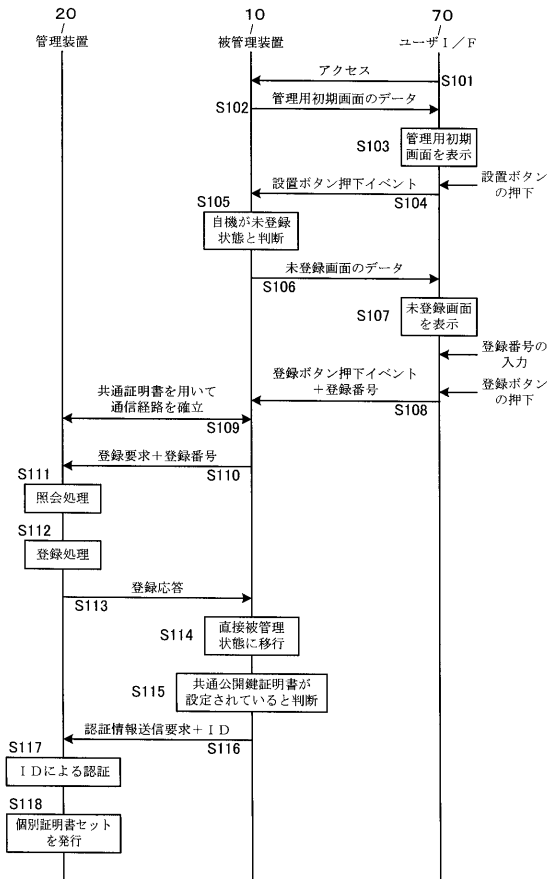 20
管理装置
10
被管理装置
70
ユーザI／F
アクセス
S101
管理用初期画面のデータ
S102
S103
管理用初期
画面を表示
設置ボタン
の押下
設置ボタン押下イベント
S104
S105
自機が未登録
状態と判断
未登録画面のデータ
S106
S107
未登録画面
を表示
登録番号の
入力
登録ボタン
の押下
登録ボタン押下イベント
＋登録番号
S108
共通証明書を用いて
通信経路を確立
S109
登録要求＋登録番号
S110
S111
照会処理
S112
登録処理
登録応答
S113
S114
直接被管理
状態に移行
S115
共通公開鍵証明書が
設定されていると判断
認証情報送信要求＋ID
S116
S117
IDによる認証
S118
個別証明書セット
を発行